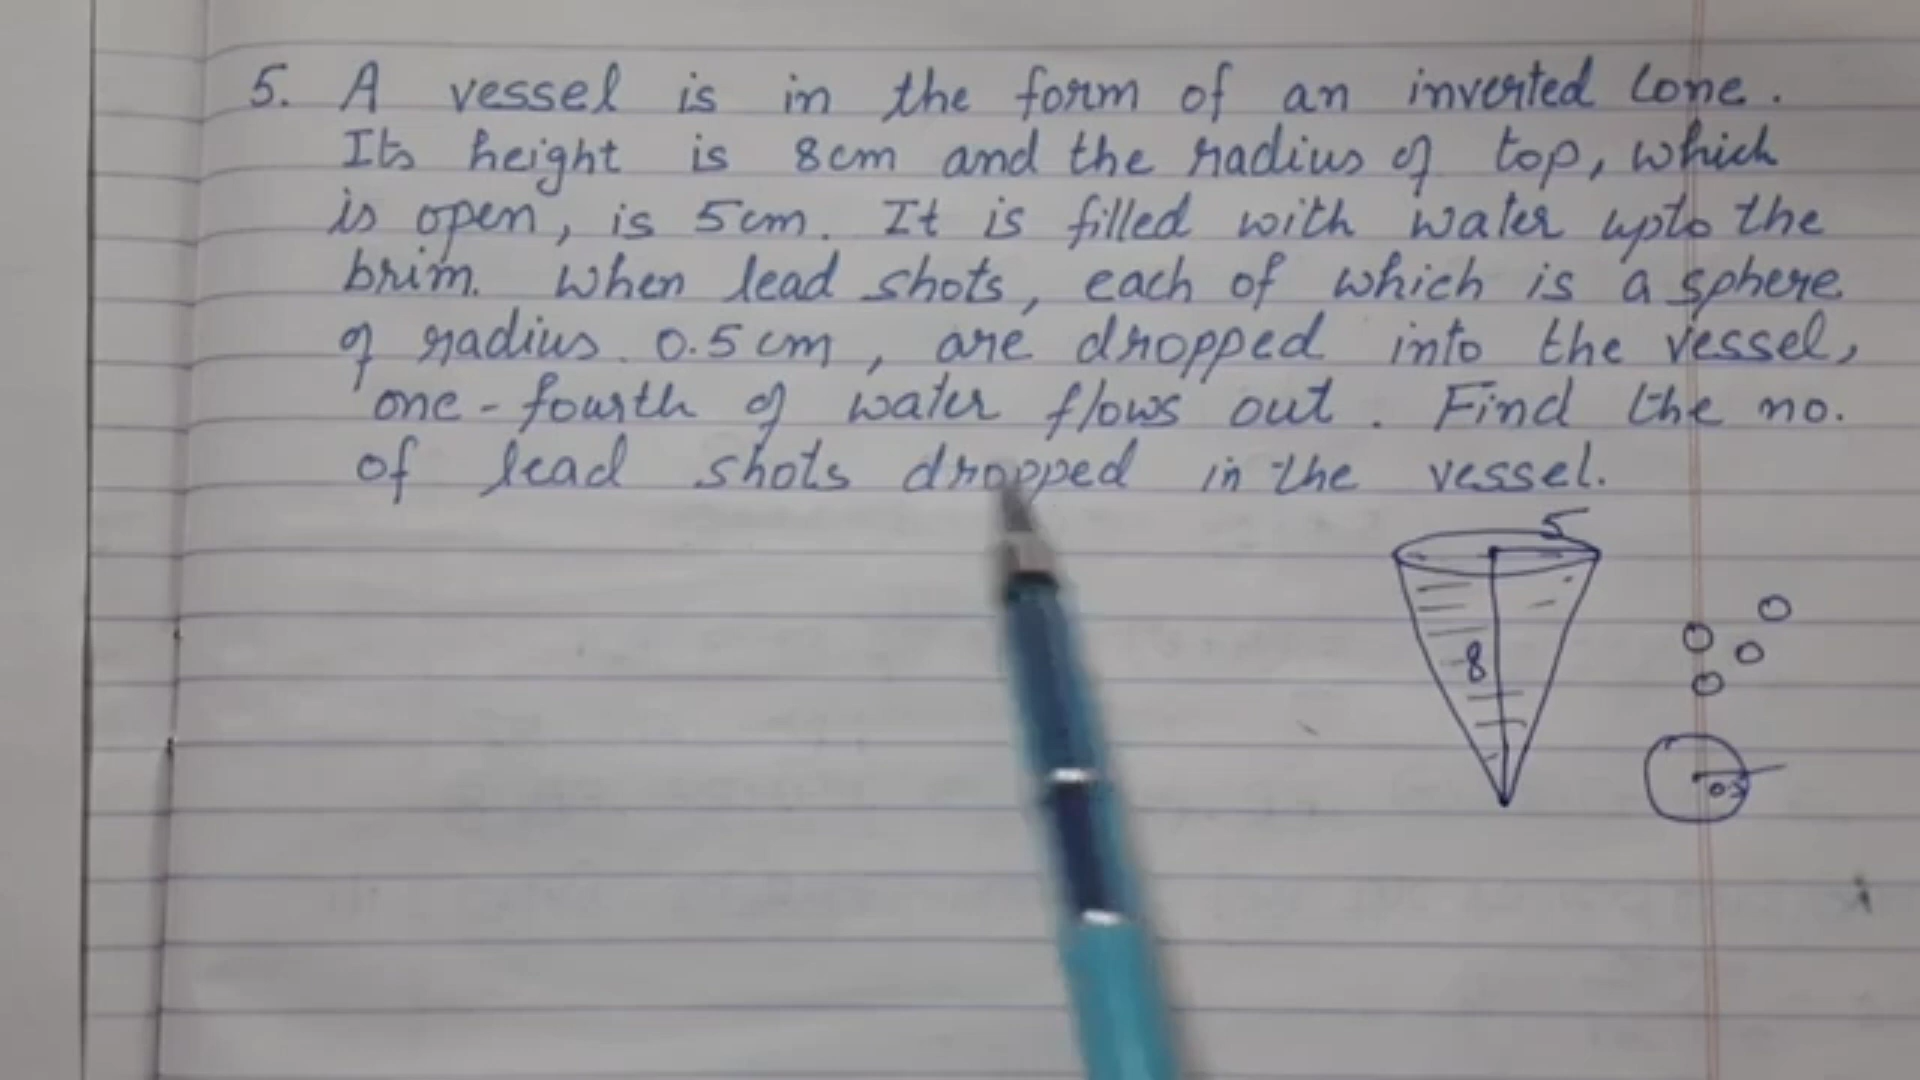 5. A vessel is in the form of an inverted Cone.
Its height is 8cm and the radius of top, which
is open, is 5cm. It is filled with water upto the
brim. When lead shots, each of which is a sphere
of radius 0.5cm, are dropped into the vessel,
one-fourth of water flows out. Find the no.
of lead shots dropped in the vessel.
5
8